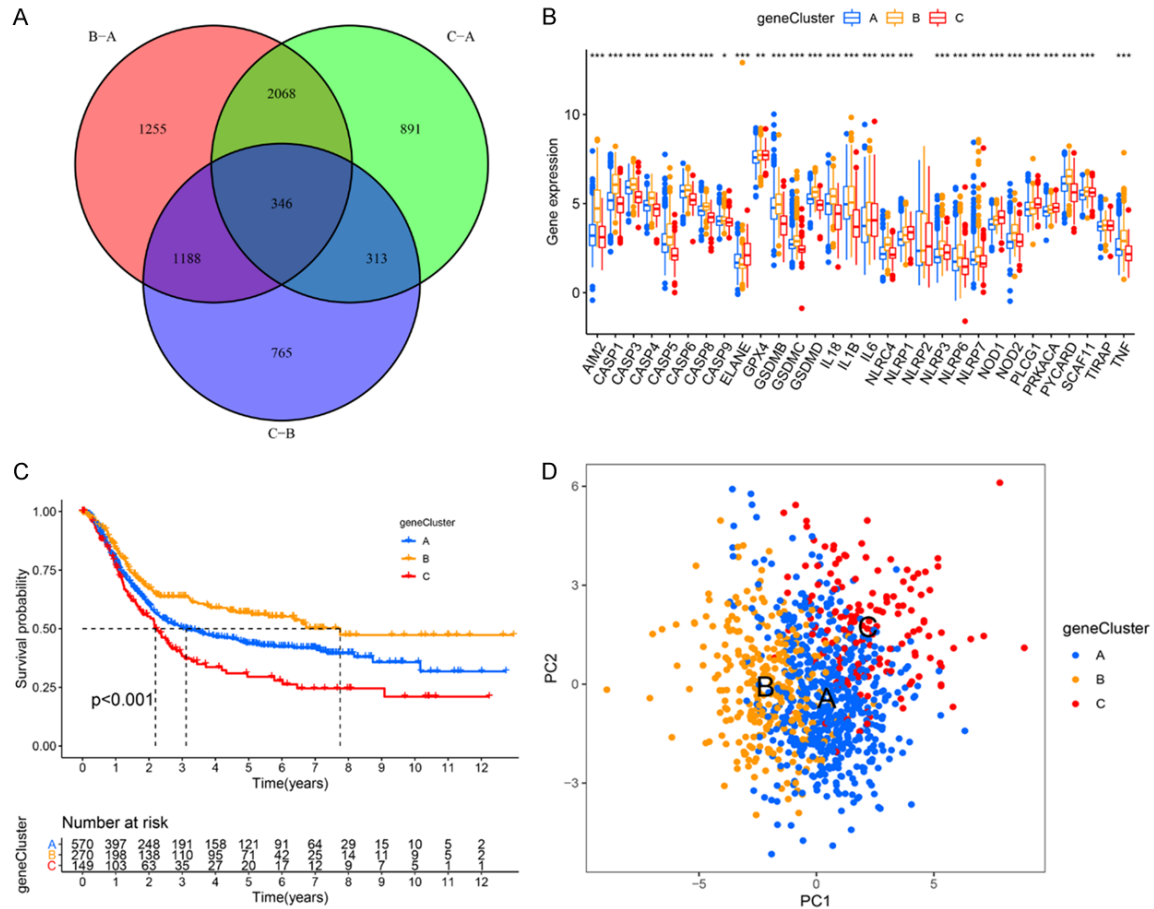 A
B-A
C-A
2068
1255
891
346
1188
313
765
C-B
B
geneCluster A B C
*** *** *** *** *** *** *** * *** ** *** *** *** *** *** *** *** *** *** *** *** *** *** *** *** *** *** ***
Gene expression
10
5
0
AIM2
CASP1
CASP3
CASP4
CASP5
CASP6
CASP8
CASP9
ELANE
GPX4
GSDMB
GSDMC
GSDMD
IL18
IL1B
IL6
NLRC4
NLRP1
NLRP2
NLRP3
NLRP6
NLRP7
NOD1
NOD2
PLCG1
PRKACA
PYCARD
SCAF11
TIRAP
TNF
C
Survival probability
1.00
0.75
0.50
0.25
0.00
geneCluster
A
B
C
p<0.001
0 1 2 3 4 5 6 7 8 9 10 11 12
Time(years)
Number at risk
geneCluster
A 570 397 248 191 158 121 91 64 29 15 10 5 2
B 270 198 138 110 95 71 42 25 14 11 9 5 2
C 149 103 63 35 27 20 17 12 9 7 5 1 1
0 1 2 3 4 5 6 7 8 9 10 11 12
Time(years)
D
PC2
6
3
0
-3
C
B
A
-5 0 5
PC1
geneCluster
A
B
C